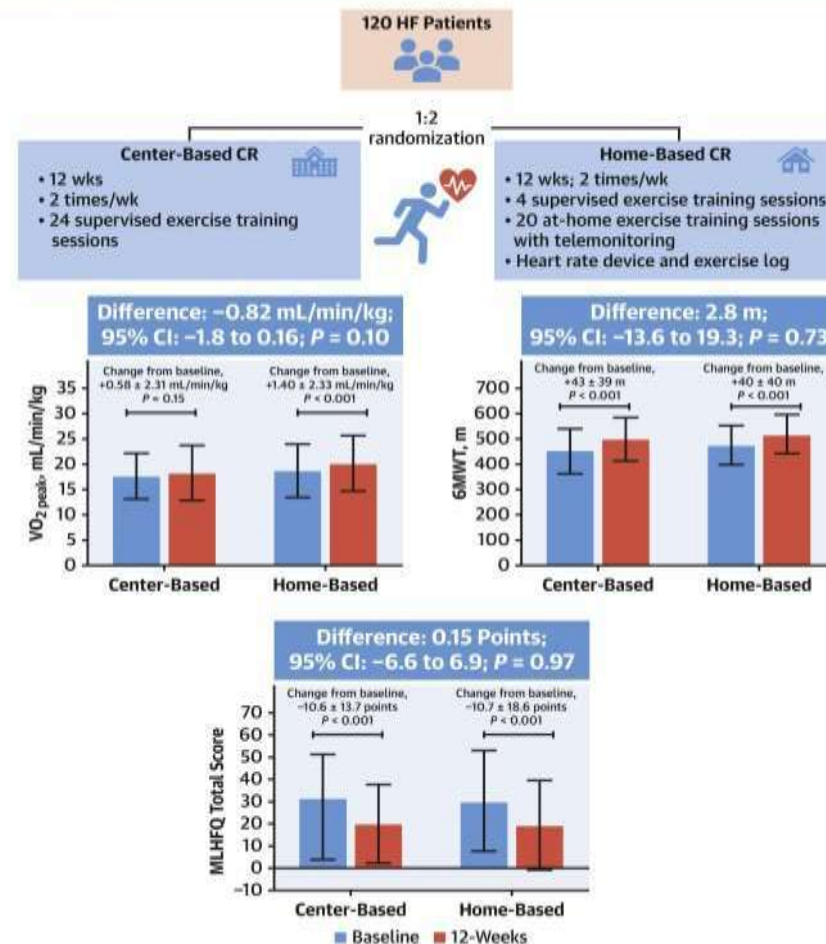 120 HF Patients
1:2
randomization
Center-Based CR
• 12 wks
• 2 times/wk
• 24 supervised exercise training
sessions
Home-Based CR
• 12 wks; 2 times/wk
• 4 supervised exercise training sessions
• 20 at-home exercise training sessions
with telemonitoring
• Heart rate device and exercise log
Difference: −0.82 mL/min/kg;
95% CI: −1.8 to 0.16; P = 0.10
Change from baseline,
+0.58 ± 2.31 mL/min/kg
P = 0.15
Change from baseline,
+1.40 ± 2.33 mL/min/kg
P < 0.001
VO2 peak, mL/min/kg
35
30
25
20
15
10
5
0
Center-Based
Home-Based
Difference: 2.8 m;
95% CI: −13.6 to 19.3; P = 0.73
Change from baseline,
+43 ± 39 m
P < 0.001
Change from baseline,
+40 ± 40 m
P < 0.001
6MWT, m
700
600
500
400
300
200
100
0
Center-Based
Home-Based
Difference: 0.15 Points;
95% CI: −6.6 to 6.9; P = 0.97
Change from baseline,
−10.6 ± 13.7 points
P < 0.001
Change from baseline,
−10.7 ± 18.6 points
P < 0.001
MLHFQ Total Score
70
60
50
40
30
20
10
0
−10
Center-Based
Home-Based
Baseline
12-Weeks